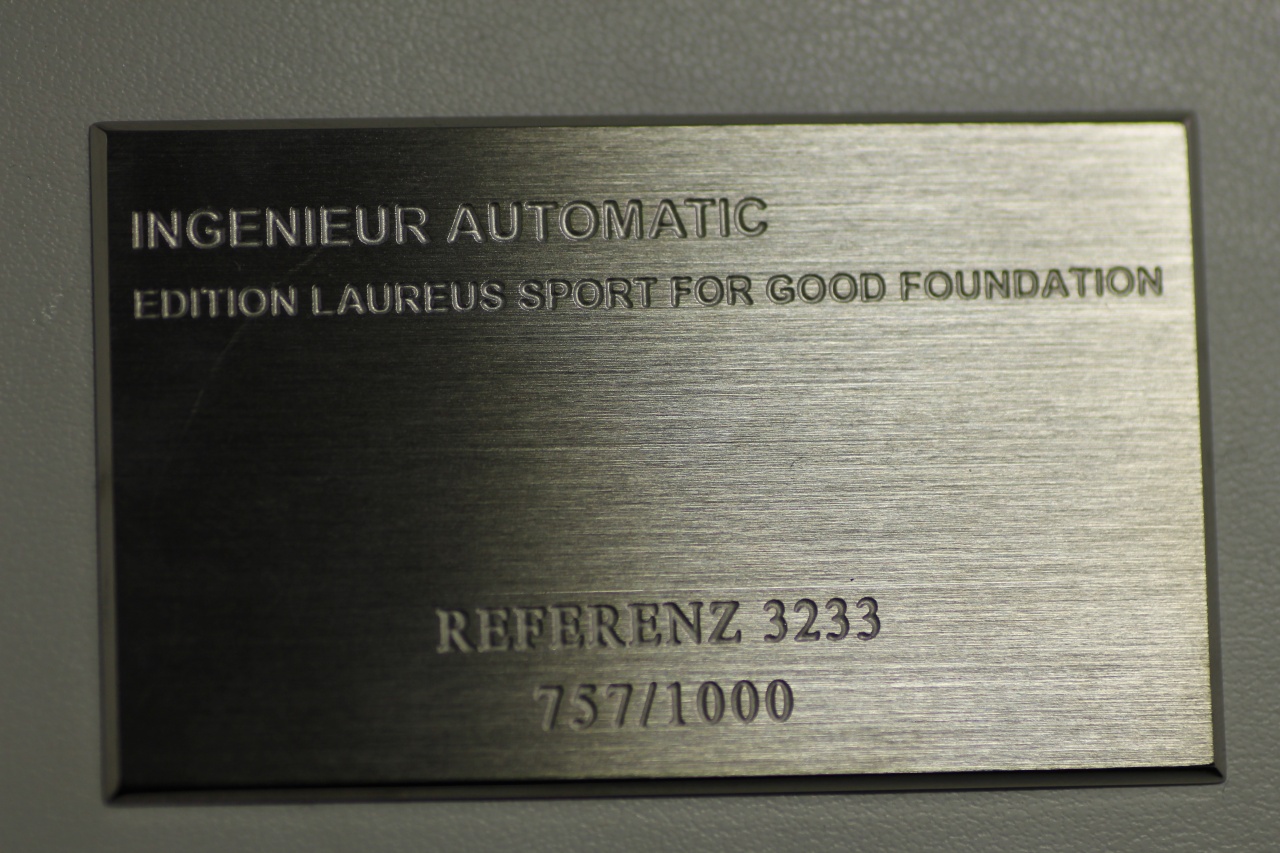 INGENIEUR AUTOMATIC
EDITION LAUREUS SPORT FOR GOOD FOUNDATION
REFERENZ 3233
757/1000